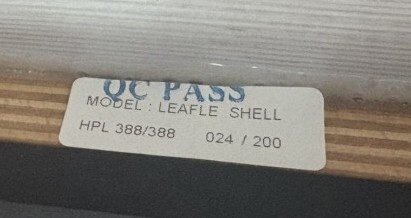 QC PASS
MODEL : LEAFLE SHELL
HPL 388/388 024 / 200